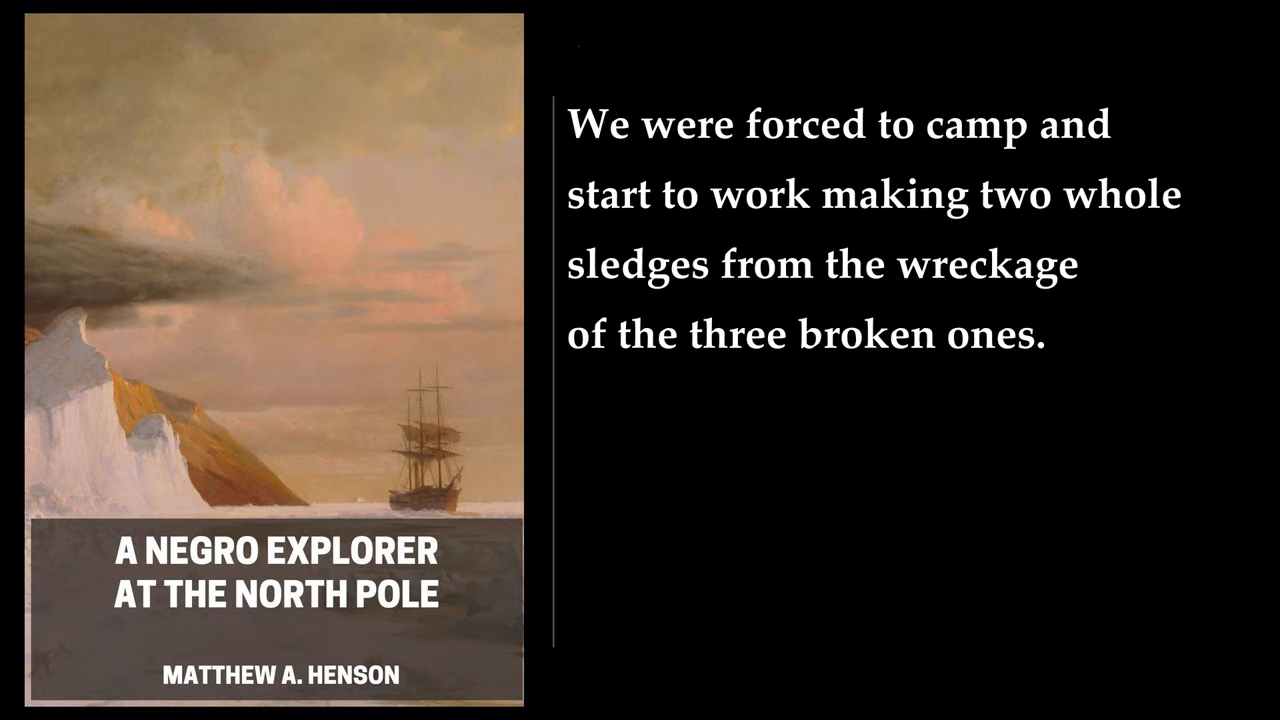 We were forced to camp and
start to work making two whole
sledges from the wreckage
of the three broken ones.
A NEGRO EXPLORER
AT THE NORTH POLE
MATTHEW A. HENSON